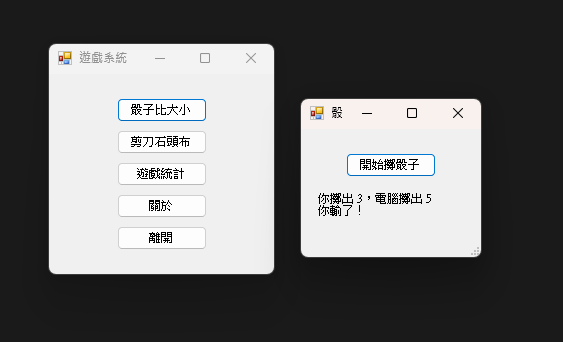 遊戲系統
骰子比大小
剪刀石頭布
遊戲統計
關於
離開
骰
開始擲骰子
你擲出 3，電腦擲出 5
你輸了！